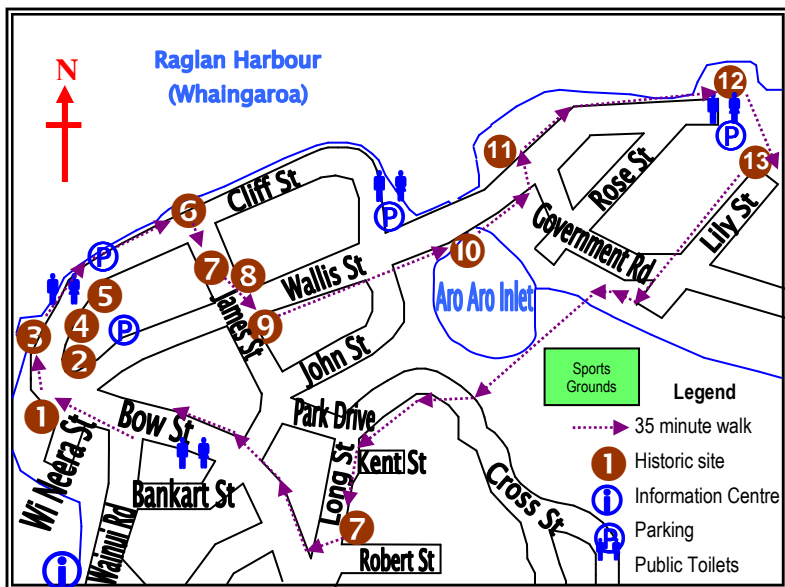 Raglan Harbour
(Whaingaroa)
N
12
P
13
11
Rose St
Lily St
Government Rd
Cliff St
6
P
P
10
7
8
Wallis St
Aro Aro Inlet
5
4
P
9
3
2
James St
John St
1
Bow St
Park Drive
Wi Neera St
Bankart St
Wainui Rd
Long St
Kent St
Cross St
7
Robert St
i
Sports
Grounds
Legend
35 minute walk
1 Historic site
i Information Centre
P Parking
Public Toilets